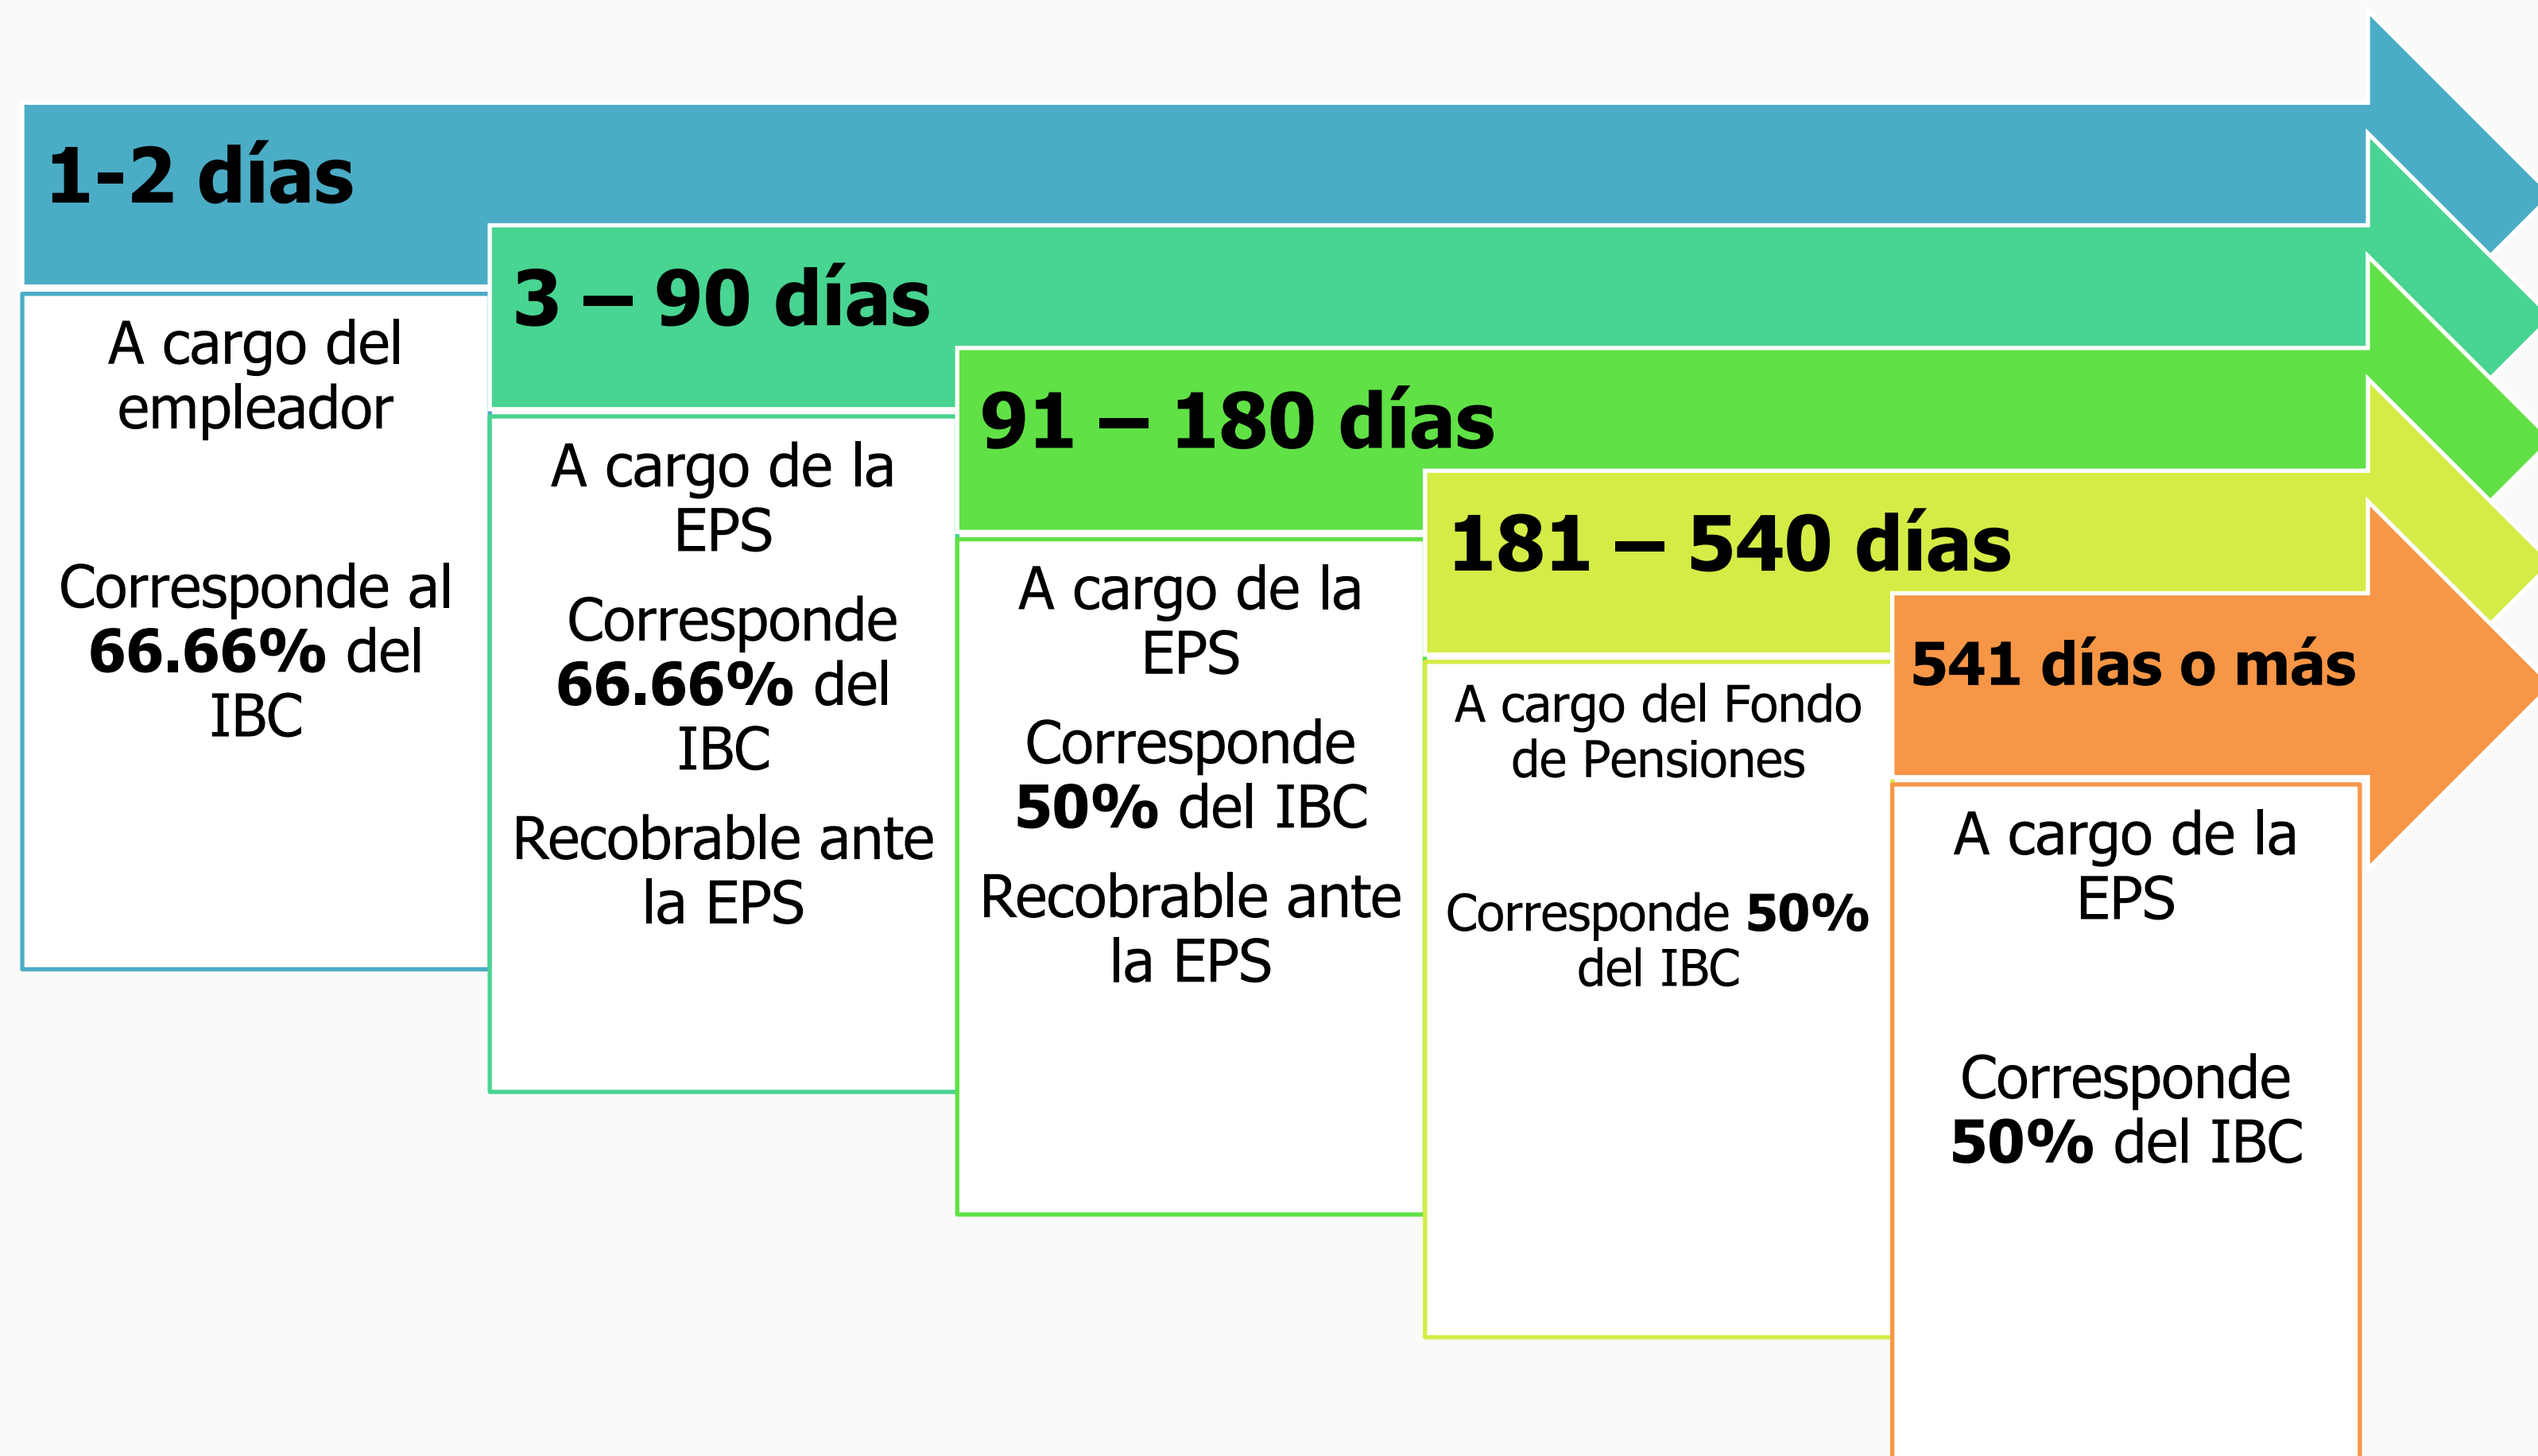 1-2 días
A cargo del
empleador
Corresponde al
66.66% del
IBC
3 – 90 días
A cargo de la
EPS
Corresponde
66.66% del
IBC
Recobrable ante
la EPS
91 – 180 días
A cargo de la
EPS
Corresponde
50% del IBC
Recobrable ante
la EPS
181 – 540 días
A cargo del Fondo
de Pensiones
Corresponde 50%
del IBC
541 días o más
A cargo de la
EPS
Corresponde
50% del IBC